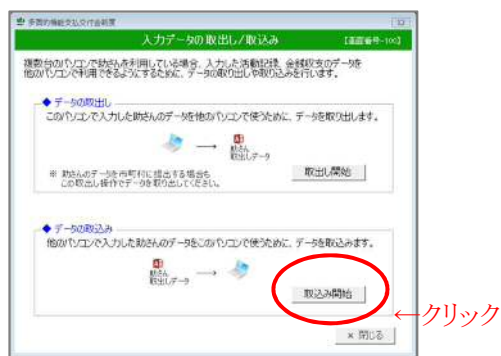 多面的機能支払交付金制度
入力データの取出し/取込み
【画面番号-100】
複数台のパソコンで助さんを利用している場合、入力した活動記録、金銭収支のデータを
他のパソコンで利用できるようにするために、データの取り出しや取り込みを行います。
◆ データの取出し
このパソコンで入力した助さんのデータを他のパソコンで使うために、データを取り出します。
助さん
取出しデータ
※ 助さんのデータを市町村に提出する場合も
この取出し操作でデータを取り出してください。
取出し開始
◆ データの取込み
他のパソコンで入力した助さんのデータをこのパソコンで使うために、データを取込みます。
助さん
取出しデータ
取込み開始
←クリック
× 閉じる